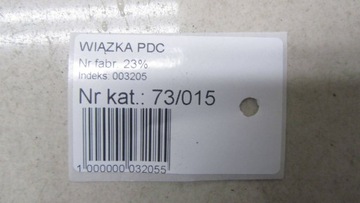 WIĄZKA PDC
Nr fabr 23%
Indeks: 003205
Nr kat.: 73/015
1 000000 032055